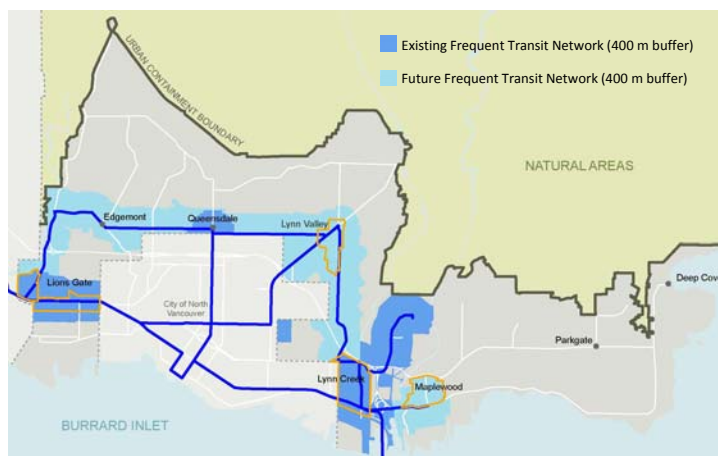 Existing Frequent Transit Network (400 m buffer)
Future Frequent Transit Network (400 m buffer)
URBAN CONTAINMENT BOUNDARY
NATURAL AREAS
Edgemont
Queensdale
Lynn Valley
Lions Gate
City of North
Vancouver
Deep Cov
Parkgate
Lynn Creek
Maplewood
BURRARD INLET